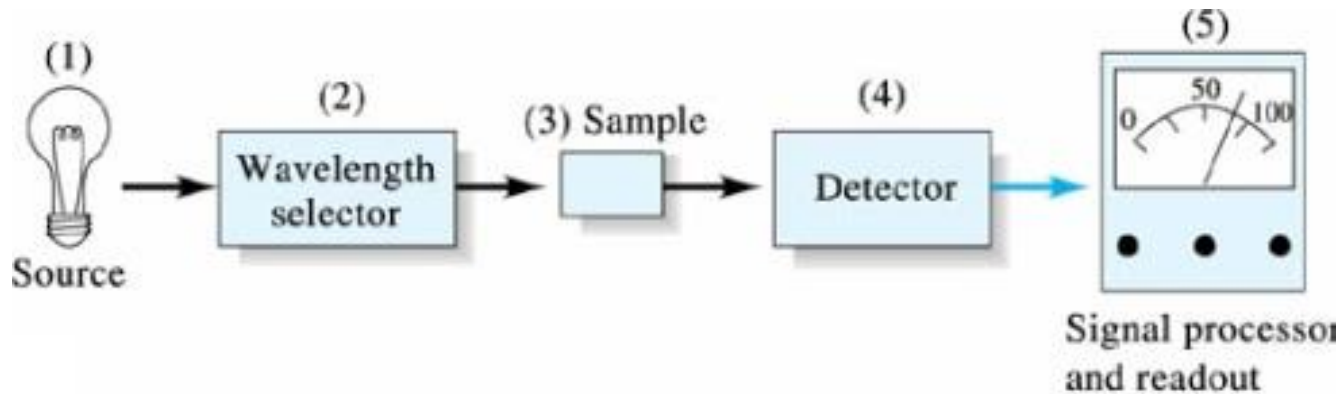 (1)
Source
(2)
Wavelength
selector
(3) Sample
(4)
Detector
(5)
0
50
100
Signal processor
and readout